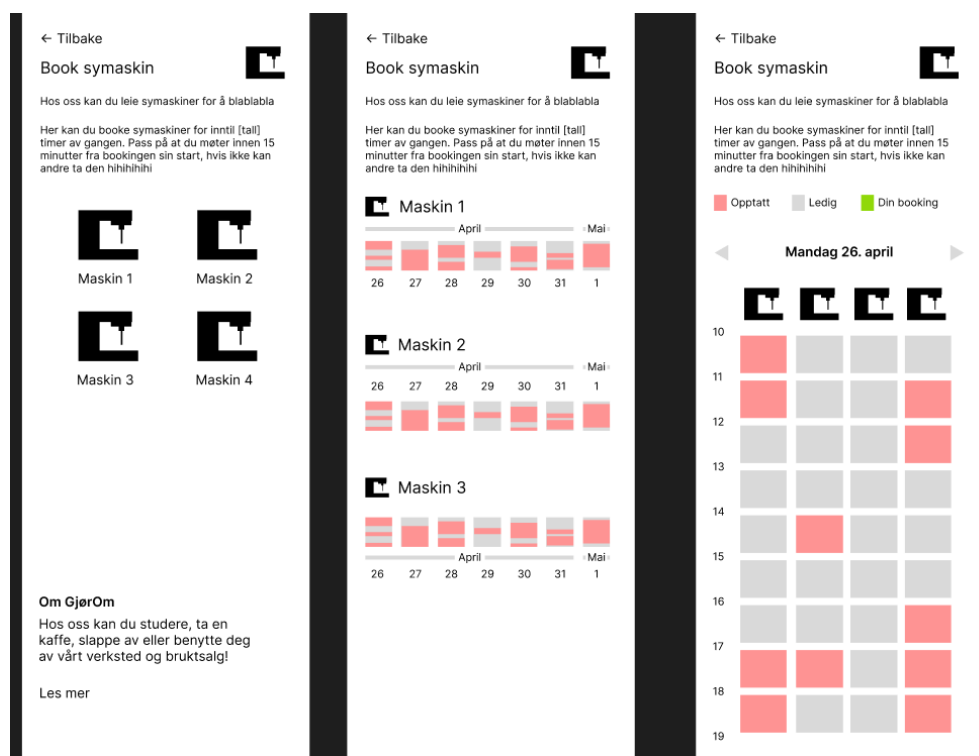 ← Tilbake
Book symaskin
Hos oss kan du leie symaskiner for å blablabla
Her kan du booke symaskiner for inntil [tall]
timer av gangen. Pass på at du møter innen 15
minutter fra bookingen sin start, hvis ikke kan
andre ta den hihihihihi
Maskin 1
Maskin 2
Maskin 3
Maskin 4
Om GjørOm
Hos oss kan du studere, ta en
kaffe, slappe av eller benytte deg
av vårt verksted og bruktsalg!
Les mer
← Tilbake
Book symaskin
Hos oss kan du leie symaskiner for å blablabla
Her kan du booke symaskiner for inntil [tall]
timer av gangen. Pass på at du møter innen 15
minutter fra bookingen sin start, hvis ikke kan
andre ta den hihihihihi
Maskin 1
April Mai
26 27 28 29 30 31 1
Maskin 2
April Mai
26 27 28 29 30 31 1
Maskin 3
April Mai
26 27 28 29 30 31 1
← Tilbake
Book symaskin
Hos oss kan du leie symaskiner for å blablabla
Her kan du booke symaskiner for inntil [tall]
timer av gangen. Pass på at du møter innen 15
minutter fra bookingen sin start, hvis ikke kan
andre ta den hihihihihi
Opptatt Ledig Din booking
Mandag 26. april
10
11
12
13
14
15
16
17
18
19